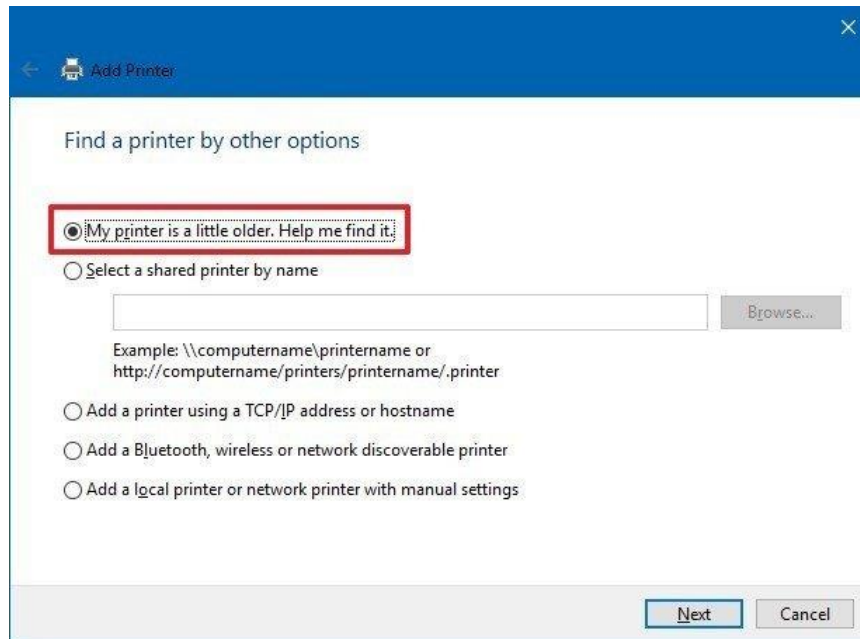 Add Printer
Find a printer by other options
My printer is a little older. Help me find it.
Select a shared printer by name
Browse...
Example: \\computername\printername or
http://computername/printers/printername/.printer
Add a printer using a TCP/IP address or hostname
Add a Bluetooth, wireless or network discoverable printer
Add a local printer or network printer with manual settings
Next Cancel